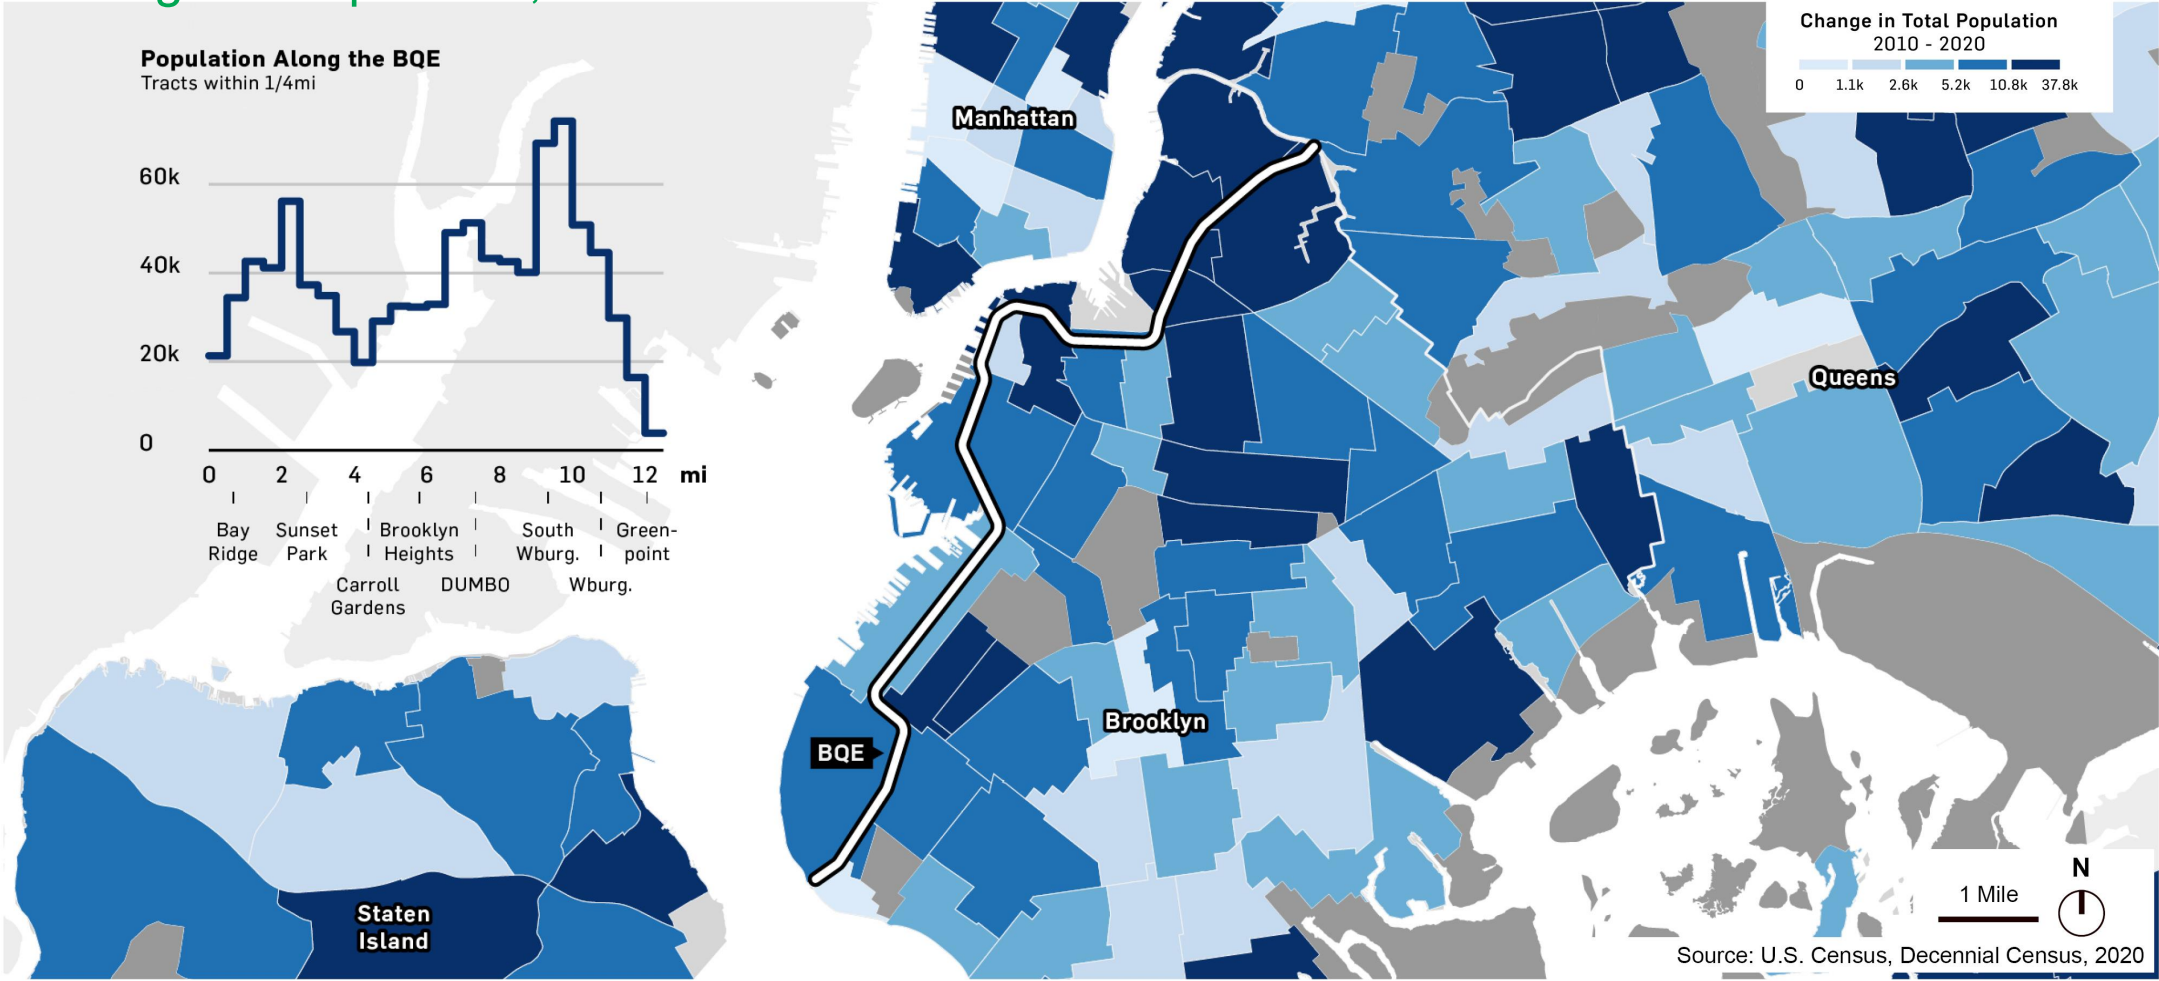 Population Along the BQE
Tracts within 1/4mi
60k
40k
20k
0
0 2 4 6 8 10 12 mi
Bay Ridge
Sunset Park
Carroll Gardens
Brooklyn Heights
DUMBO
South Wburg.
Wburg.
Green-
point
Manhattan
Queens
Brooklyn
BQE
Staten
Island
Change in Total Population
2010 - 2020
0 1.1k 2.6k 5.2k 10.8k 37.8k
N
1 Mile
Source: U.S. Census, Decennial Census, 2020